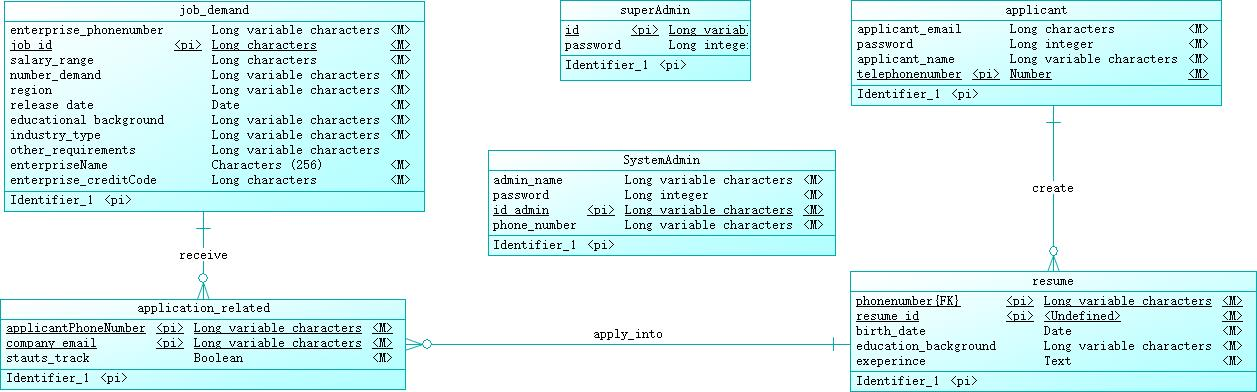 job_demand
enterprise_phonenumber Long variable characters <M>
job_id <pi> Long characters <M>
salary_range Long characters <M>
number_demand Long variable characters <M>
region Long variable characters <M>
release_date Date <M>
educational_background Long variable characters <M>
industry_type Long variable characters <M>
other_requirements Long variable characters
enterpriseName Characters (256) <M>
enterprise_creditCode Long characters <M>
Identifier_1 <pi>
superAdmin
id <pi> Long variabl
password Long intege
Identifier_1 <pi>
applicant
applicant_email Long characters <M>
password Long integer <M>
applicant_name Long variable characters <M>
telephonenumber <pi> Number <M>
Identifier_1 <pi>
SystemAdmin
admin_name Long variable characters <M>
password Long integer <M>
id_admin <pi> Long variable characters <M>
phone_number Long variable characters <M>
Identifier_1 <pi>
create
receive
application_related
applicantPhoneNumber <pi> Long variable characters <M>
company_email <pi> Long variable characters <M>
stauts_track Boolean <M>
Identifier_1 <pi>
apply_into
resume
phonenumber{FK} <pi> Long variable characters <M>
resume_id <pi> <Undefined> <M>
birth_date Date <M>
education_background Long variable characters <M>
exeperince Text <M>
Identifier_1 <pi>